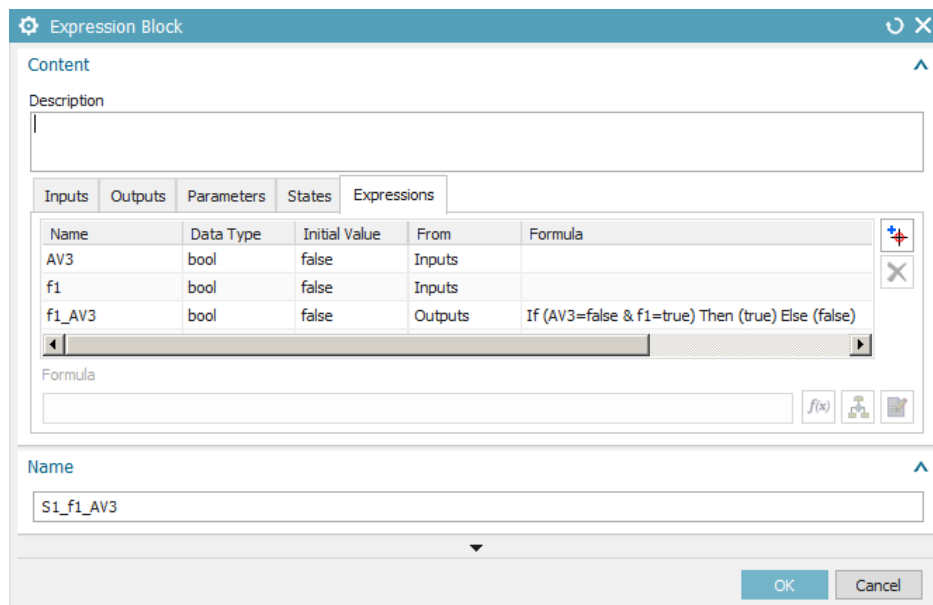 Expression Block
Content
Description
Inputs Outputs Parameters States Expressions
Name Data Type Initial Value From Formula
AV3 bool false Inputs
f1 bool false Inputs
f1_AV3 bool false Outputs If (AV3=false & f1=true) Then (true) Else (false)
Formula
f(x)
Name
S1_f1_AV3
OK Cancel